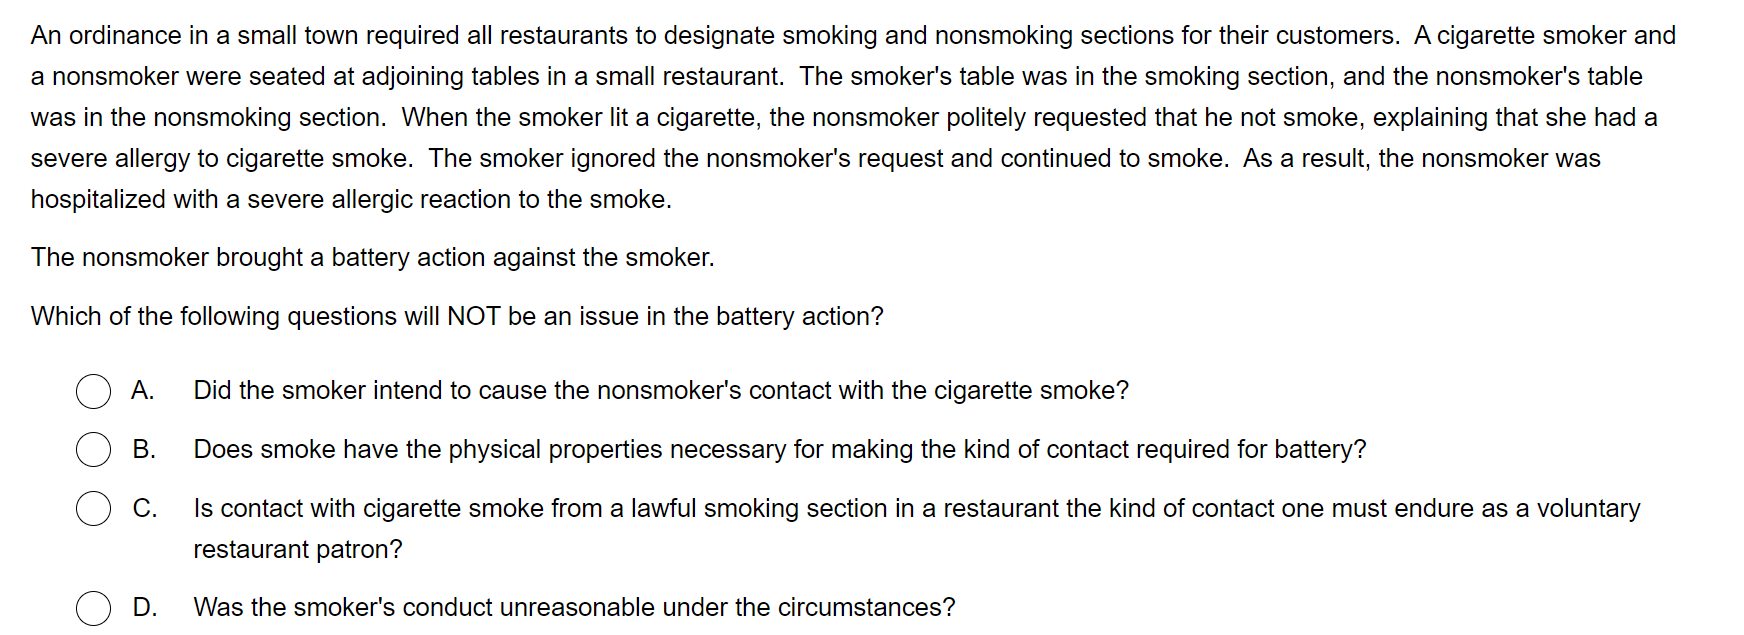 An ordinance in a small town required all restaurants to designate smoking and nonsmoking sections for their customers.  A cigarette smoker and
a nonsmoker were seated at adjoining tables in a small restaurant.  The smoker's table was in the smoking section, and the nonsmoker's table
was in the nonsmoking section.  When the smoker lit a cigarette, the nonsmoker politely requested that he not smoke, explaining that she had a
severe allergy to cigarette smoke.  The smoker ignored the nonsmoker's request and continued to smoke.  As a result, the nonsmoker was
hospitalized with a severe allergic reaction to the smoke.
The nonsmoker brought a battery action against the smoker.
Which of the following questions will NOT be an issue in the battery action?
A. Did the smoker intend to cause the nonsmoker's contact with the cigarette smoke?
B. Does smoke have the physical properties necessary for making the kind of contact required for battery?
C. Is contact with cigarette smoke from a lawful smoking section in a restaurant the kind of contact one must endure as a voluntary
restaurant patron?
D. Was the smoker's conduct unreasonable under the circumstances?